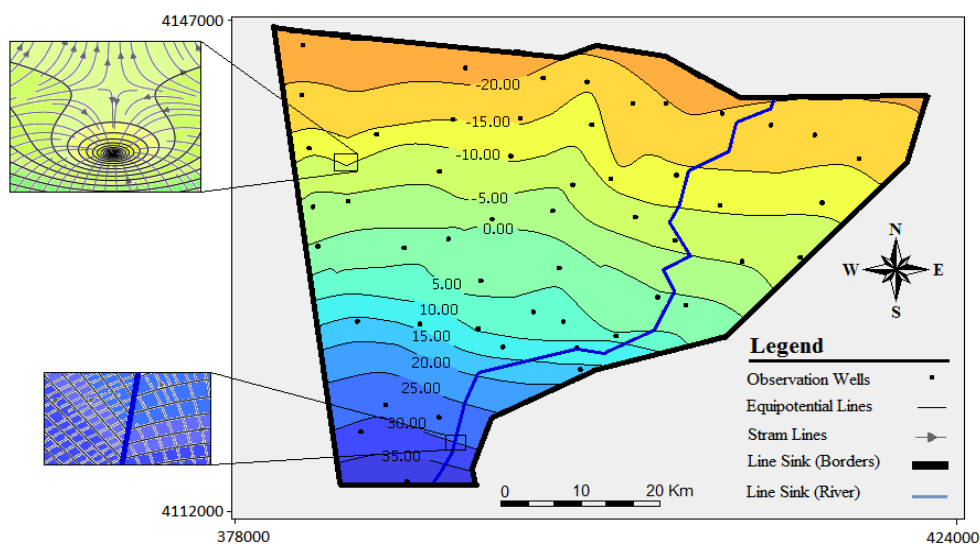 4147000
-20.00
-15.00
-10.00
-5.00
0.00
5.00
10.00
15.00
20.00
25.00
30.00
35.00
N
W E
S
Legend
Observation Wells
Equipotential Lines
Stram Lines
Line Sink (Borders)
Line Sink (River)
0 10 20 Km
4112000
378000 424000